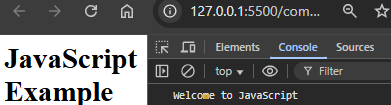 127.0.0.1:5500/com...
JavaScript
Example
Elements Console Sources
top Filter
Welcome to JavaScript